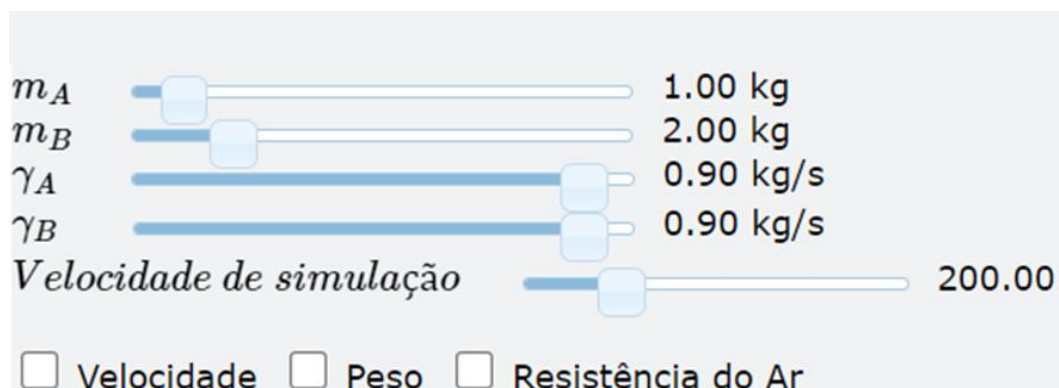 m_A 1.00 kg
m_B 2.00 kg
γ_A 0.90 kg/s
γ_B 0.90 kg/s
Velocidade de simulação 200.00
Velocidade Peso Resistência do Ar